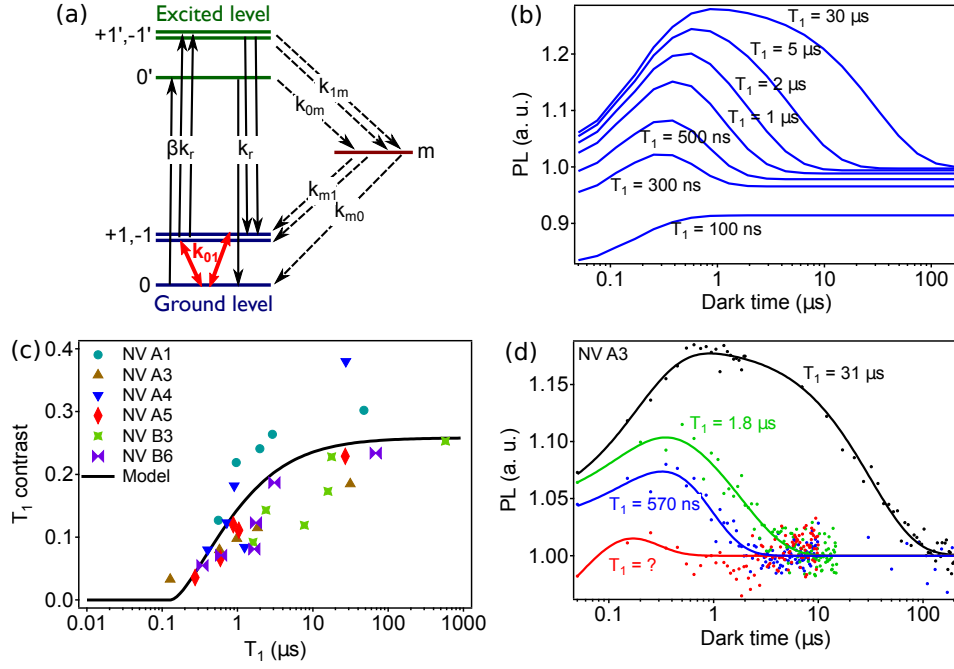 (a)
Excited level
+1',-1'
0'
k1m
k0m
βkr
kr
m
km1
km0
+1,-1
k01
0
Ground level
(b)
PL (a. u.)
1.2
1.1
1.0
0.9
T1 = 30 µs
T1 = 5 µs
T1 = 2 µs
T1 = 1 µs
T1 = 500 ns
T1 = 300 ns
T1 = 100 ns
0.1 1 10 100
Dark time (µs)
(c)
T1 contrast
0.4
0.3
0.2
0.1
0.0
NV A1
NV A3
NV A4
NV A5
NV B3
NV B6
Model
0.01 0.1 1 10 100 1000
T1 (µs)
(d)
NV A3
PL (a. u.)
1.15
1.10
1.05
1.00
T1 = 31 µs
T1 = 1.8 µs
T1 = 570 ns
T1 = ?
0.1 1 10 100
Dark time (µs)